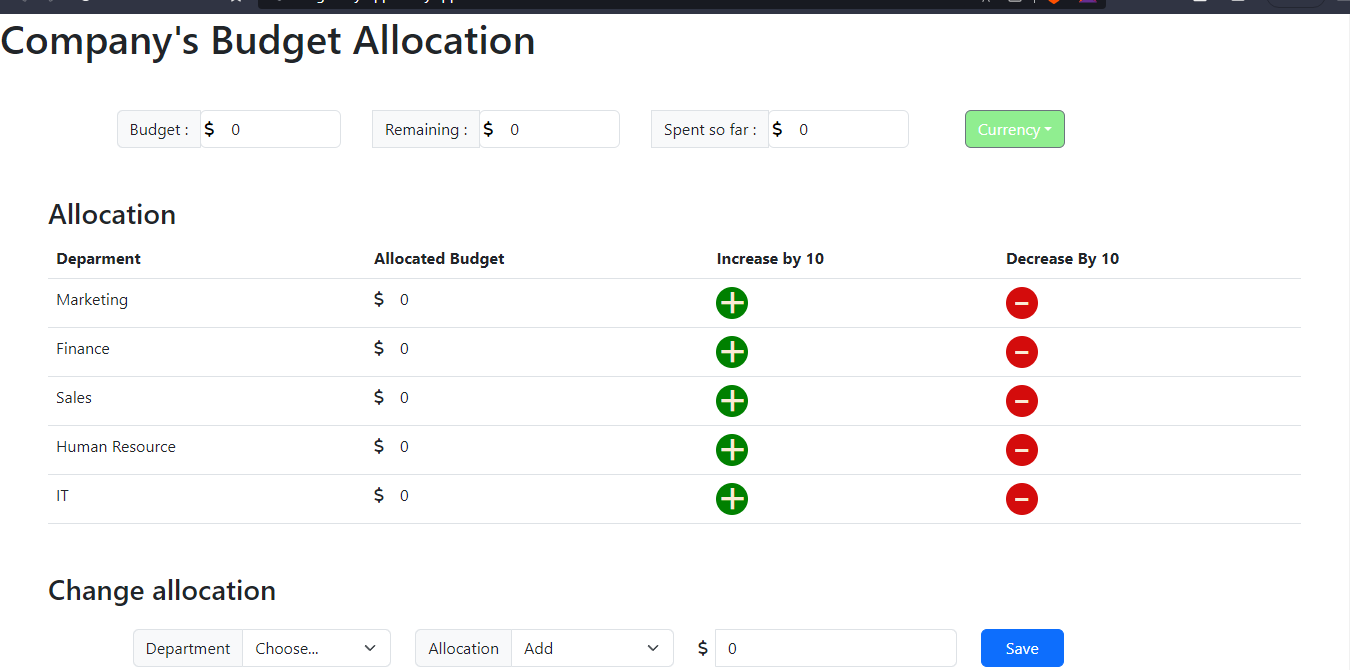 Company's Budget Allocation
Budget : $ 0 Remaining : $ 0 Spent so far : $ 0 Currency
Allocation
Deparment Allocated Budget Increase by 10 Decrease By 10
Marketing $ 0
Finance $ 0
Sales $ 0
Human Resource $ 0
IT $ 0
Change allocation
Department Choose... Allocation Add $ 0 Save